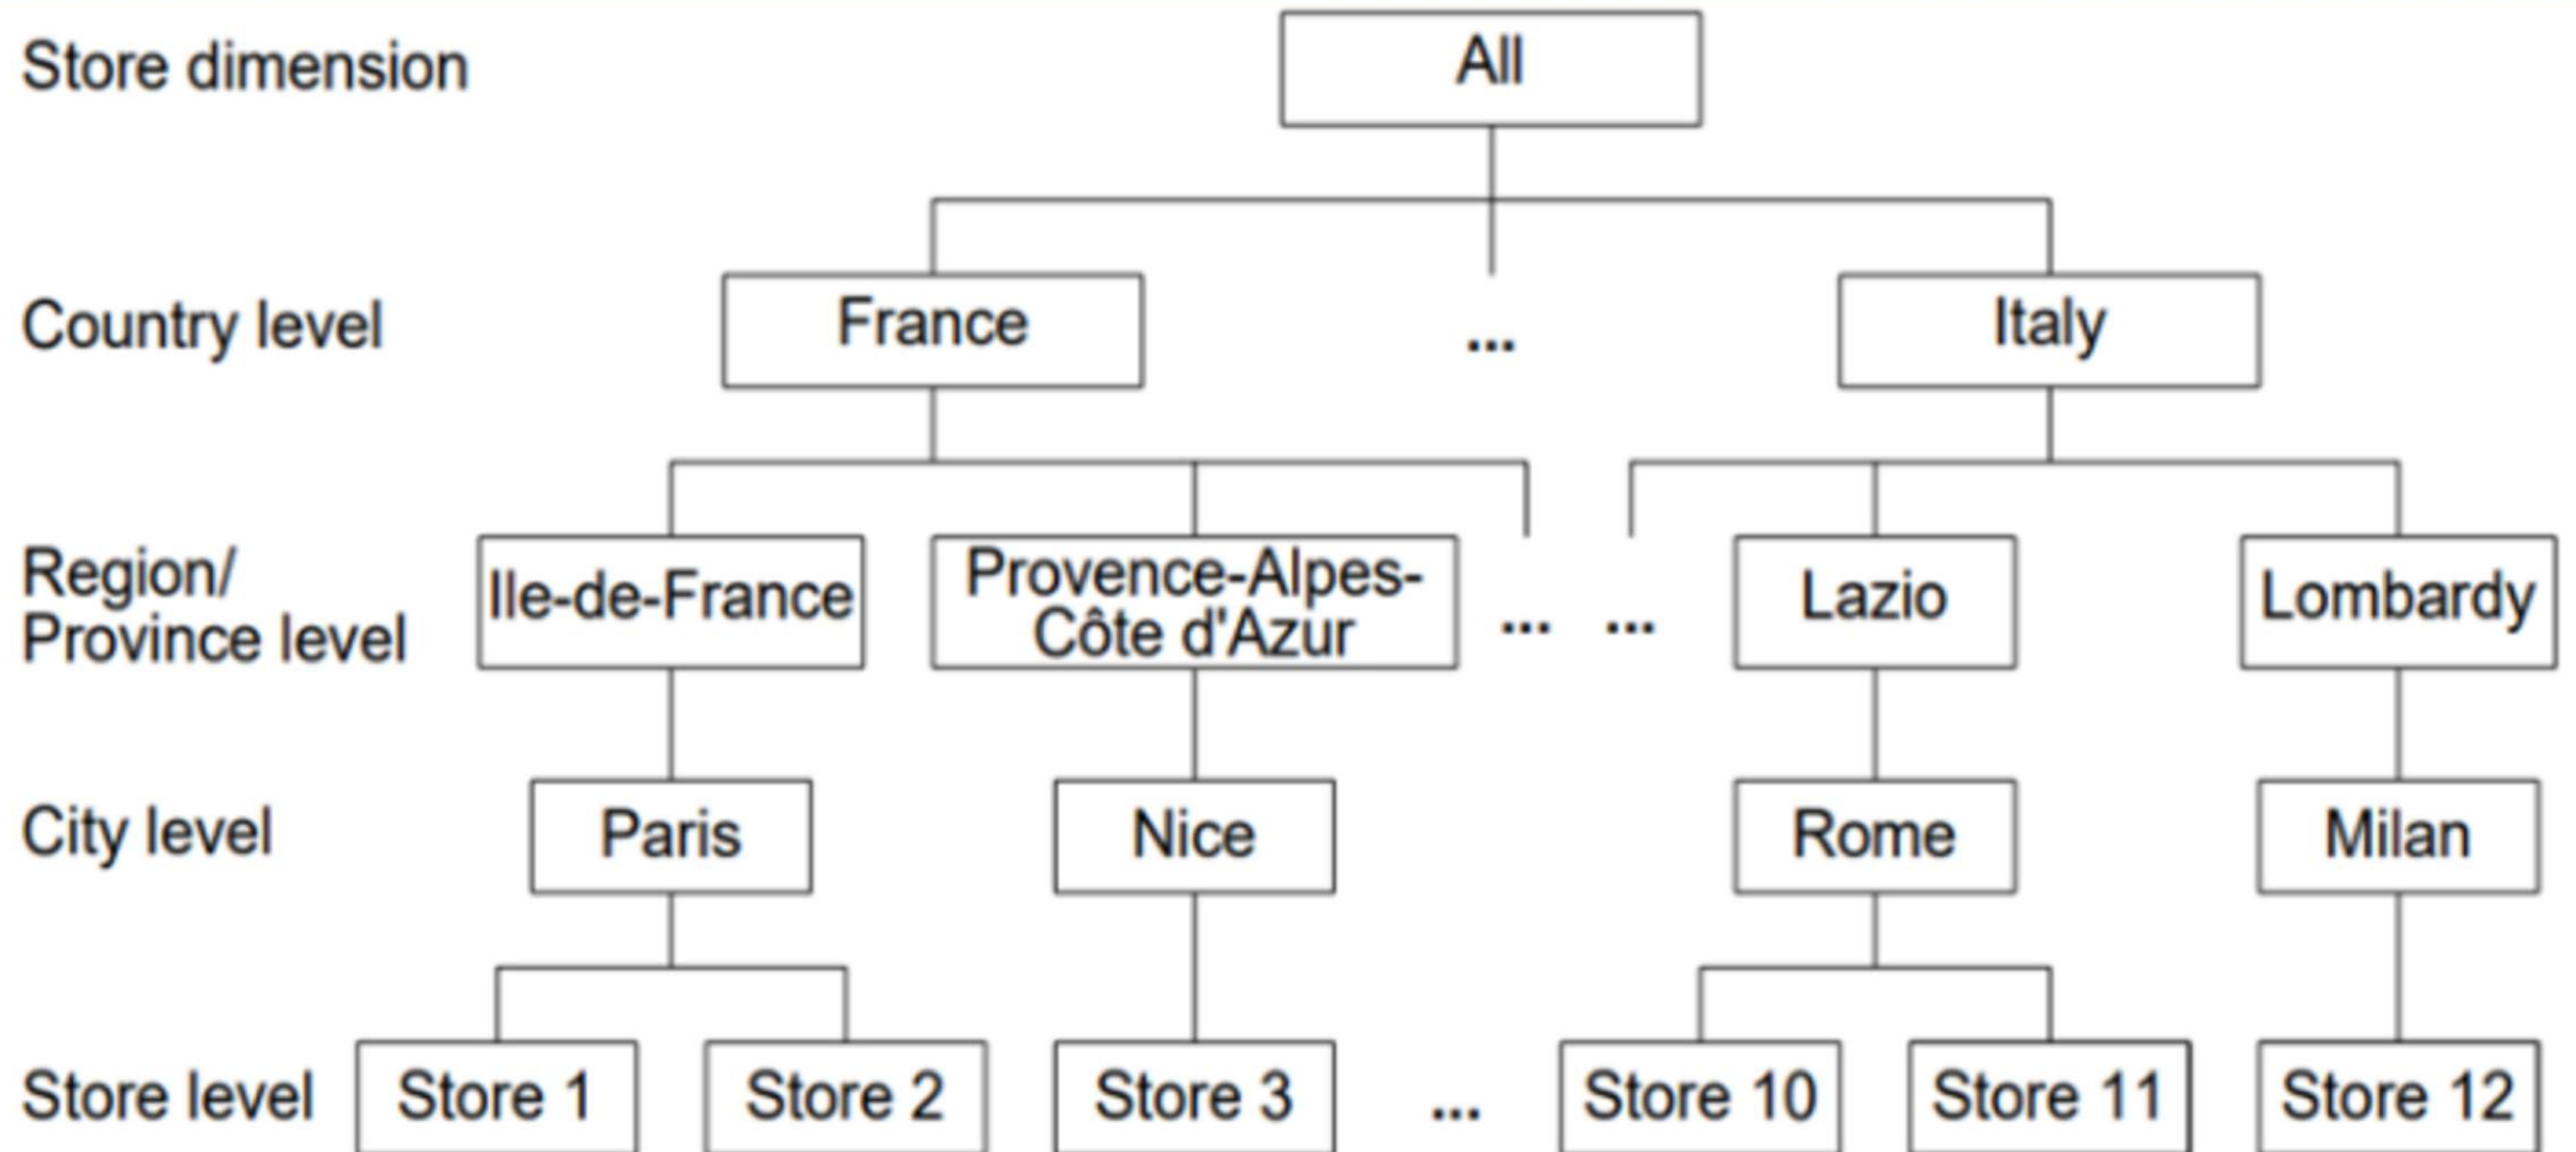 Store dimension
All
Country level
France
...
Italy
Region/
Province level
Ile-de-France
Provence-Alpes-
Côte d'Azur
...
...
Lazio
Lombardy
City level
Paris
Nice
Rome
Milan
Store level
Store 1
Store 2
Store 3
...
Store 10
Store 11
Store 12